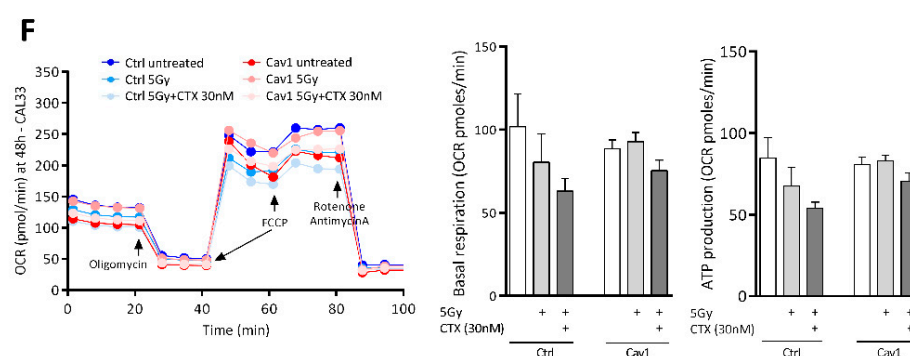 F
Ctrl untreated
Cav1 untreated
Ctrl 5Gy
Cav1 5Gy
Ctrl 5Gy+CTX 30nM
Cav1 5Gy+CTX 30nM
OCR (pmol/min) at 48h - CAL33
350
300
250
200
150
100
50
0
Oligomycin
FCCP
Rotenone
AntimycinA
0 20 40 60 80 100
Time (min)
Basal respiration (OCR pmoles/min)
150
100
50
0
5Gy + + + +
CTX (30nM) + +
Ctrl Cav1
ATP production (OCR pmoles/min)
150
100
50
0
5Gy + + + +
CTX (30nM) + +
Ctrl Cav1